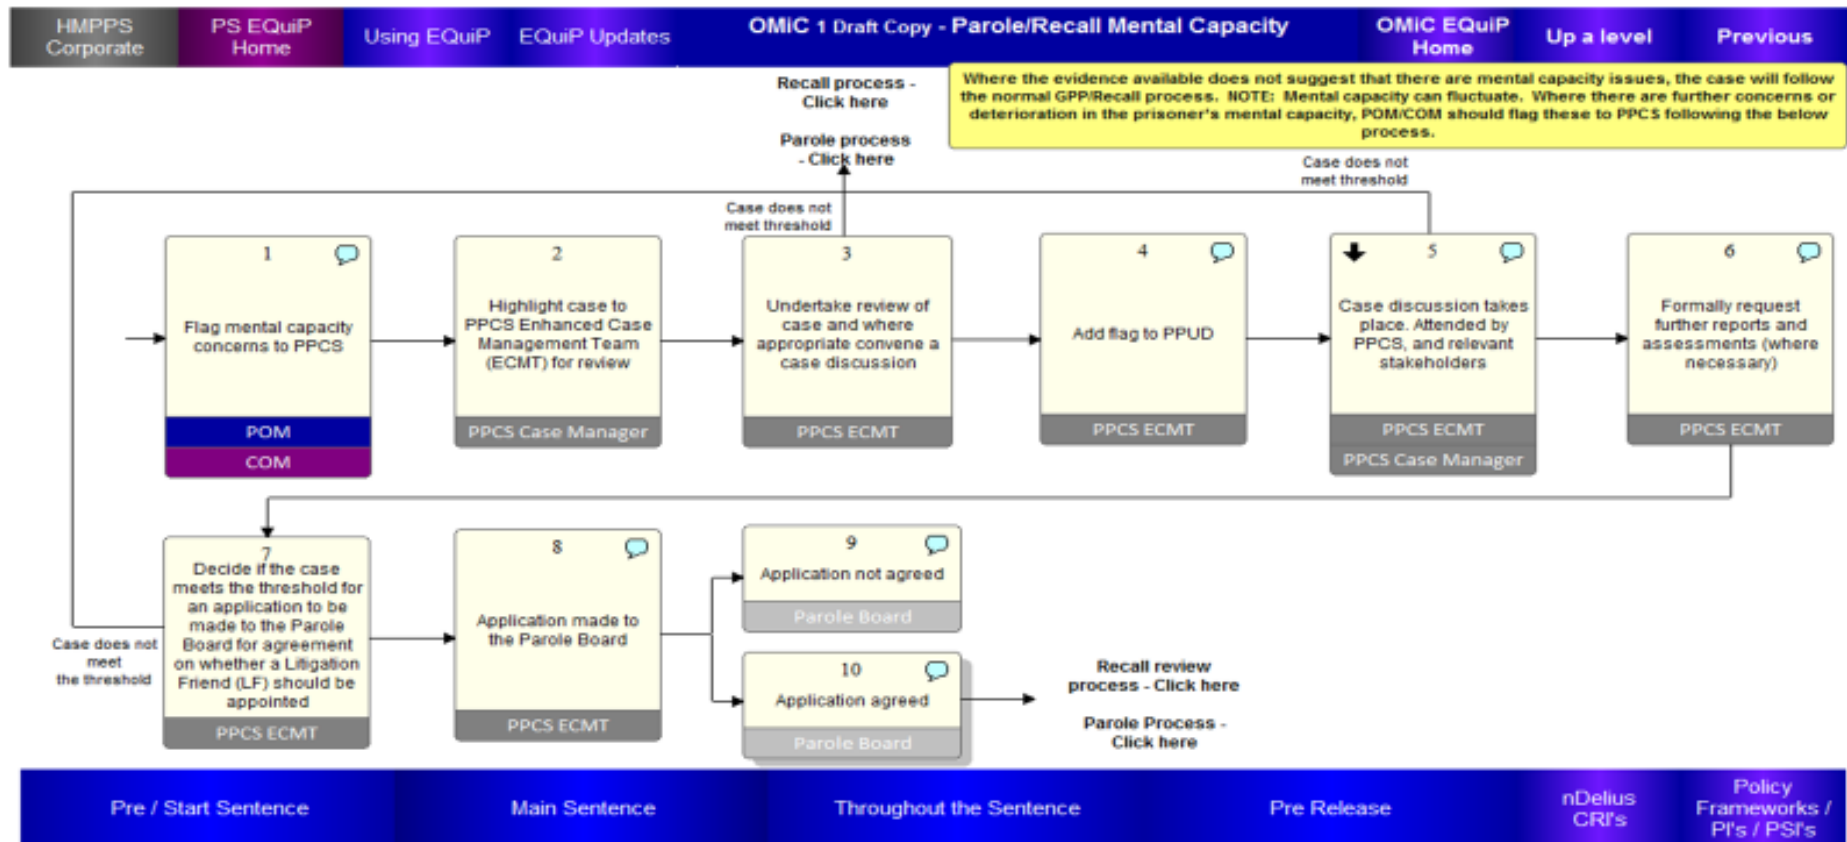 HMPPS
Corporate
PS EQuiP
Home
Using EQuiP
EQuiP Updates
OMiC 1 Draft Copy - Parole/Recall Mental Capacity
OMiC EQuiP
Home
Up a level
Previous
Where the evidence available does not suggest that there are mental capacity issues, the case will follow
the normal GPP/Recall process. NOTE: Mental capacity can fluctuate. Where there are further concerns or
deterioration in the prisoner's mental capacity, POM/COM should flag these to PPCS following the below
process.
Recall process -
Click here
Parole process
- Click here
Case does not
meet threshold
Case does not
meet threshold
1
Flag mental capacity
concerns to PPCS
POM
COM
2
Highlight case to
PPCS Enhanced Case
Management Team
(ECMT) for review
PPCS Case Manager
3
Undertake review of
case and where
appropriate convene a
case discussion
PPCS ECMT
4
Add flag to PPUD
PPCS ECMT
5
Case discussion takes
place. Attended by
PPCS, and relevant
stakeholders
PPCS ECMT
PPCS Case Manager
6
Formally request
further reports and
assessments (where
necessary)
PPCS ECMT
7
Decide if the case
meets the threshold for
an application to be
made to the Parole
Board for agreement
on whether a Litigation
Friend (LF) should be
appointed
PPCS ECMT
Case does not
meet
the threshold
8
Application made to
the Parole Board
PPCS ECMT
9
Application not agreed
Parole Board
10
Application agreed
Parole Board
Recall review
process - Click here
Parole Process -
Click here
Pre / Start Sentence
Main Sentence
Throughout the Sentence
Pre Release
nDelius
CRI's
Policy
Frameworks /
PI's / PSI's